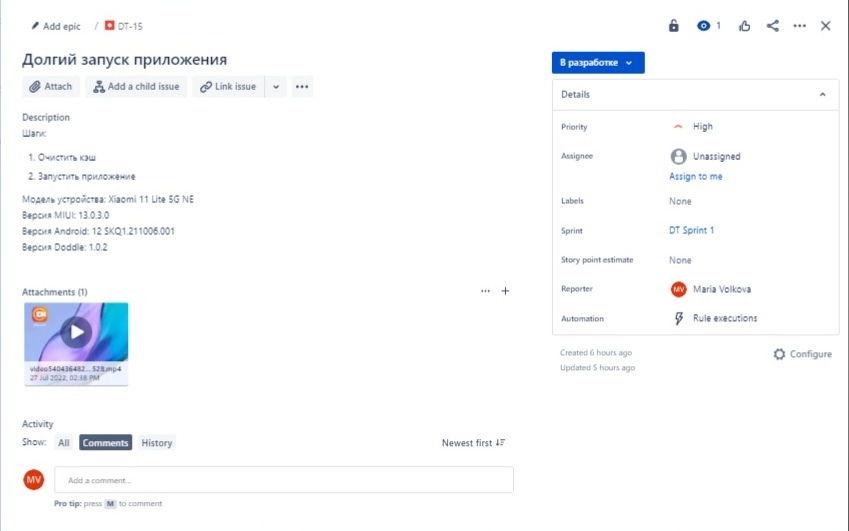 Add epic / DT-15
1
Долгий запуск приложения
Attach Add a child issue Link issue
Description
Шаги:
1. Очистить кэш
2. Запустить приложение
Модель устройства: Xiaomi 11 Lite 5G NE
Версия MIUI: 13.0.3.0
Версия Android: 12 SKQ1.211006.001
Версия Doddle: 1.0.2
Attachments (1)
video540436482...528.mp4
27 Jul 2022, 02:38 PM
Activity
Show: All Comments History
Newest first
MV
Add a comment...
Pro tip: press M to comment
В разработке
Details
Priority High
Assignee Unassigned
Assign to me
Labels None
Sprint DT Sprint 1
Story point estimate None
Reporter MV Maria Volkova
Automation Rule executions
Created 6 hours ago
Configure
Updated 5 hours ago